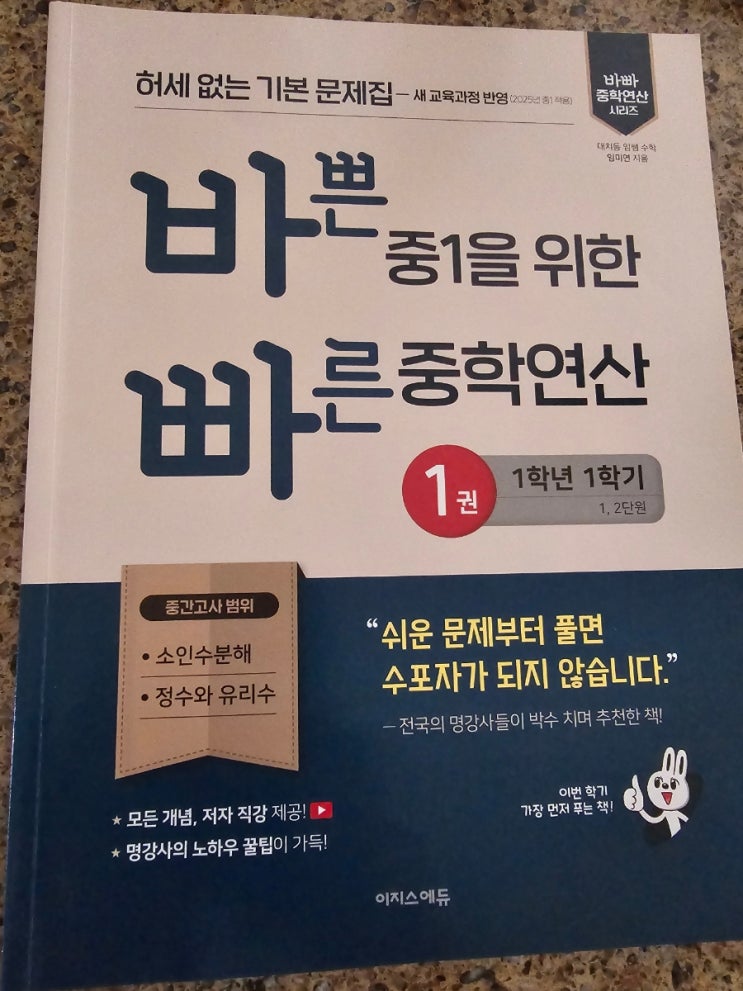 허세 없는 기본 문제집 – 새 교육과정 반영 (2025년 중1 적용)
바빠
중학연산
시리즈
대치동 임쌤 수학
임미연 지음
바쁜 중1을 위한
빠른 중학연산
1권 1학년 1학기
1, 2단원
중간고사 범위
• 소인수분해
• 정수와 유리수
“쉬운 문제부터 풀면
수포자가 되지 않습니다.”
– 전국의 명강사들이 박수 치며 추천한 책!
이번 학기
가장 먼저 푸는 책!
★ 모든 개념, 저자 직강 제공!
★ 명강사의 노하우 꿀팁이 가득!
이지스에듀